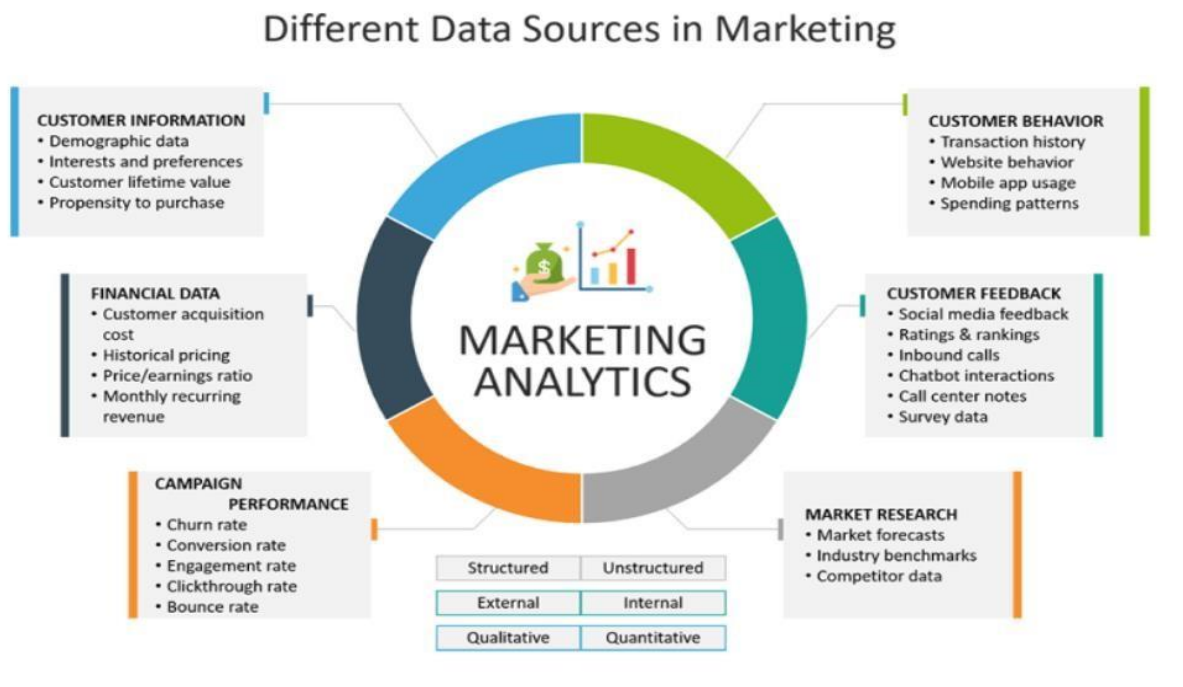 Different Data Sources in Marketing
CUSTOMER INFORMATION
• Demographic data
• Interests and preferences
• Customer lifetime value
• Propensity to purchase
CUSTOMER BEHAVIOR
• Transaction history
• Website behavior
• Mobile app usage
• Spending patterns
FINANCIAL DATA
• Customer acquisition
cost
• Historical pricing
• Price/earnings ratio
• Monthly recurring
revenue
$
MARKETING
ANALYTICS
CUSTOMER FEEDBACK
• Social media feedback
• Ratings & rankings
• Inbound calls
• Chatbot interactions
• Call center notes
• Survey data
CAMPAIGN
PERFORMANCE
• Churn rate
• Conversion rate
• Engagement rate
• Clickthrough rate
• Bounce rate
MARKET RESEARCH
• Market forecasts
• Industry benchmarks
• Competitor data
Structured Unstructured
External Internal
Qualitative Quantitative